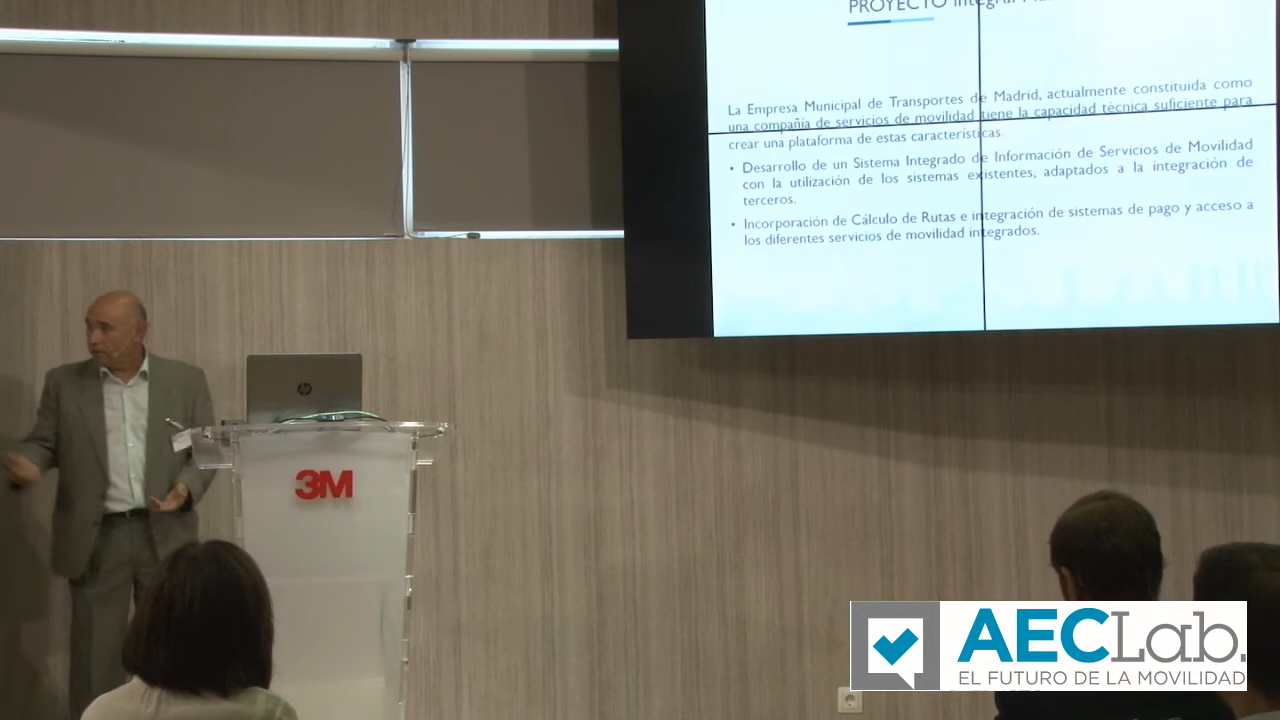 PROYECTO Integral
La Empresa Municipal de Transportes de Madrid, actualmente constituida como
una compañía de servicios de movilidad tiene la capacidad técnica suficiente para
crear una plataforma de estas características.
• Desarrollo de un Sistema Integrado de Información de Servicios de Movilidad
con la utilización de los sistemas existentes, adaptados a la integración de
terceros.
• Incorporación de Cálculo de Rutas e integración de sistemas de pago y acceso a
los diferentes servicios de movilidad integrados.
hp
3M
AECLab.
EL FUTURO DE LA MOVILIDAD